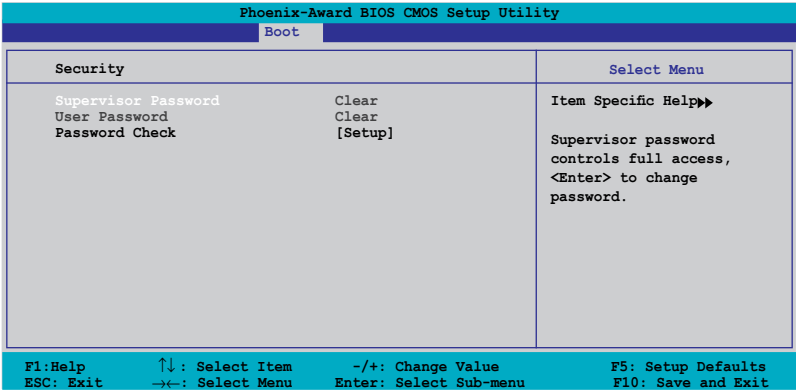 Phoenix-Award BIOS CMOS Setup Utility
Boot
Security
Select Menu
Supervisor Password Clear
User Password Clear
Password Check [Setup]
Item Specific Help▸▸
Supervisor password
controls full access,
<Enter> to change
password.
F1:Help ↑↓: Select Item -/+: Change Value F5: Setup Defaults
ESC: Exit →←: Select Menu Enter: Select Sub-menu F10: Save and Exit